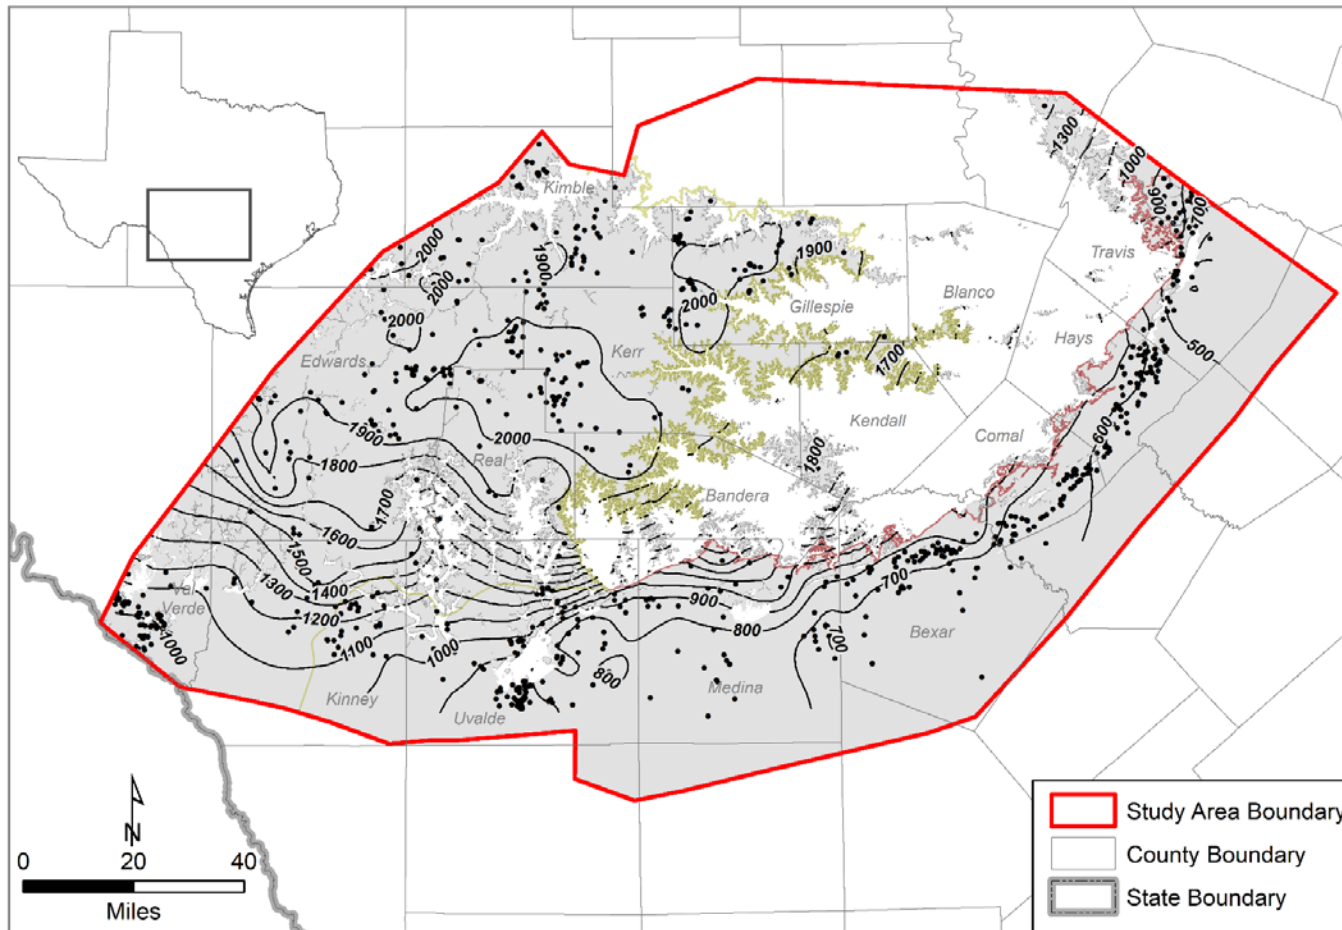 1300
1000
900
700
Kimble
2000
1900
2000
1900
Travis
2000
2000
Gillespie
Blanco
Hays
500
Edwards
Kerr
1700
1900
2000
Kendall
Comal
600
1800
Real
1800
1700
Bandera
1600
1500
1300
1400
Val
Verde
1200
900
700
1000
1100
1000
800
700
Bexar
800
Kinney
Uvalde
Medina
N
0 20 40
Miles
Study Area Boundary
County Boundary
State Boundary